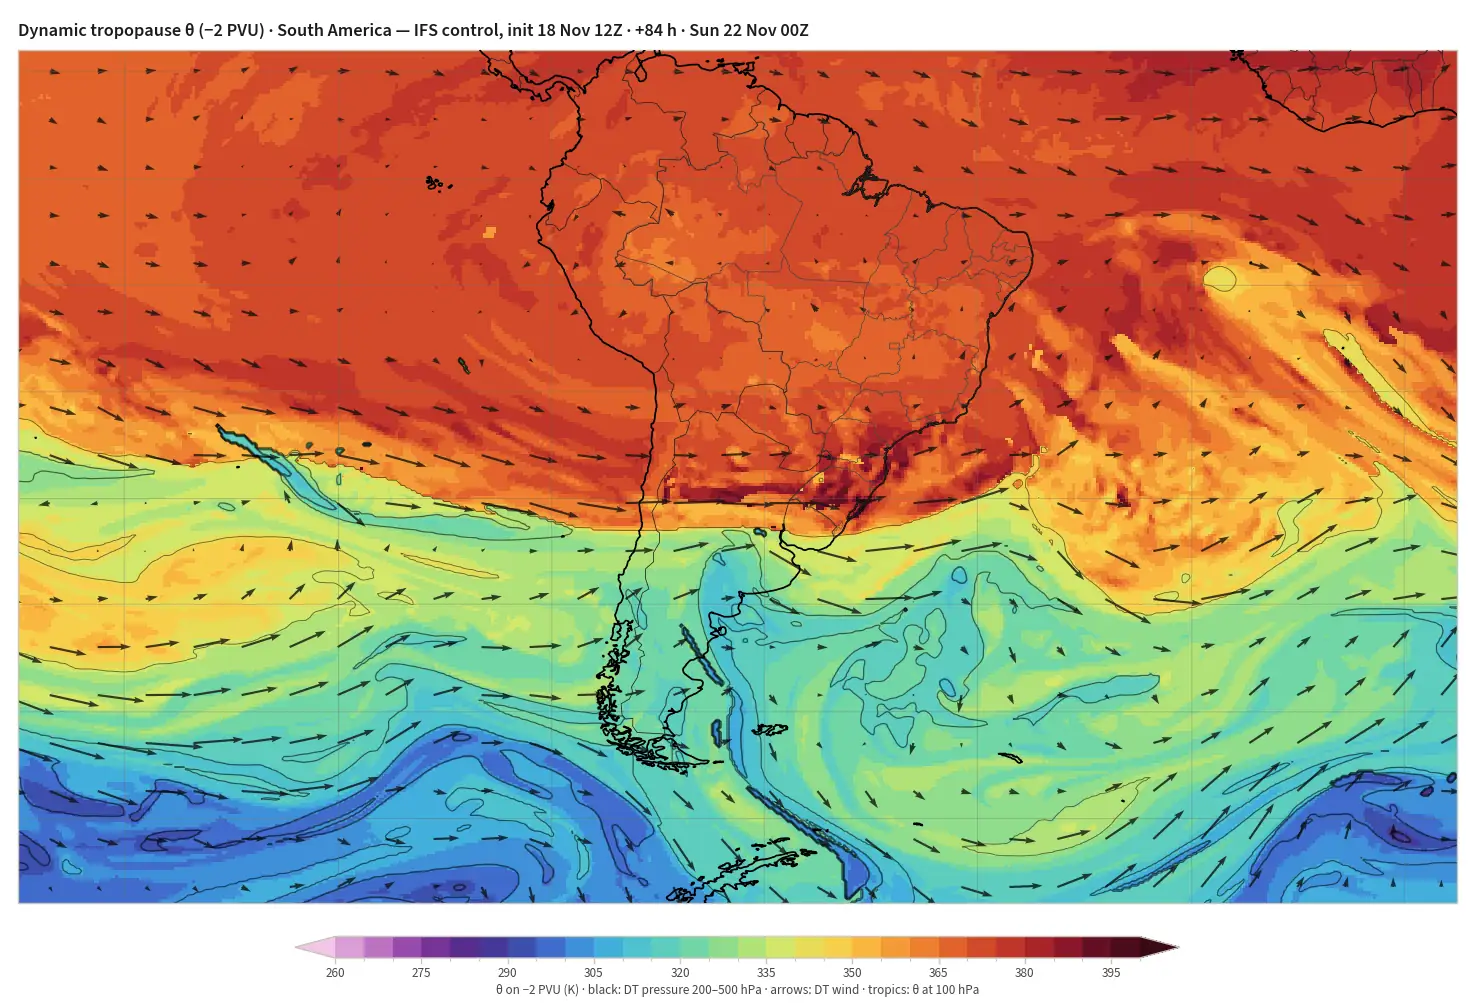 Dynamic tropopause θ (−2 PVU) · South America — IFS control, init 18 Nov 12Z · +84 h · Sun 22 Nov 00Z
260 275 290 305 320 335 350 365 380 395
θ on −2 PVU (K) · black: DT pressure 200–500 hPa · arrows: DT wind · tropics: θ at 100 hPa